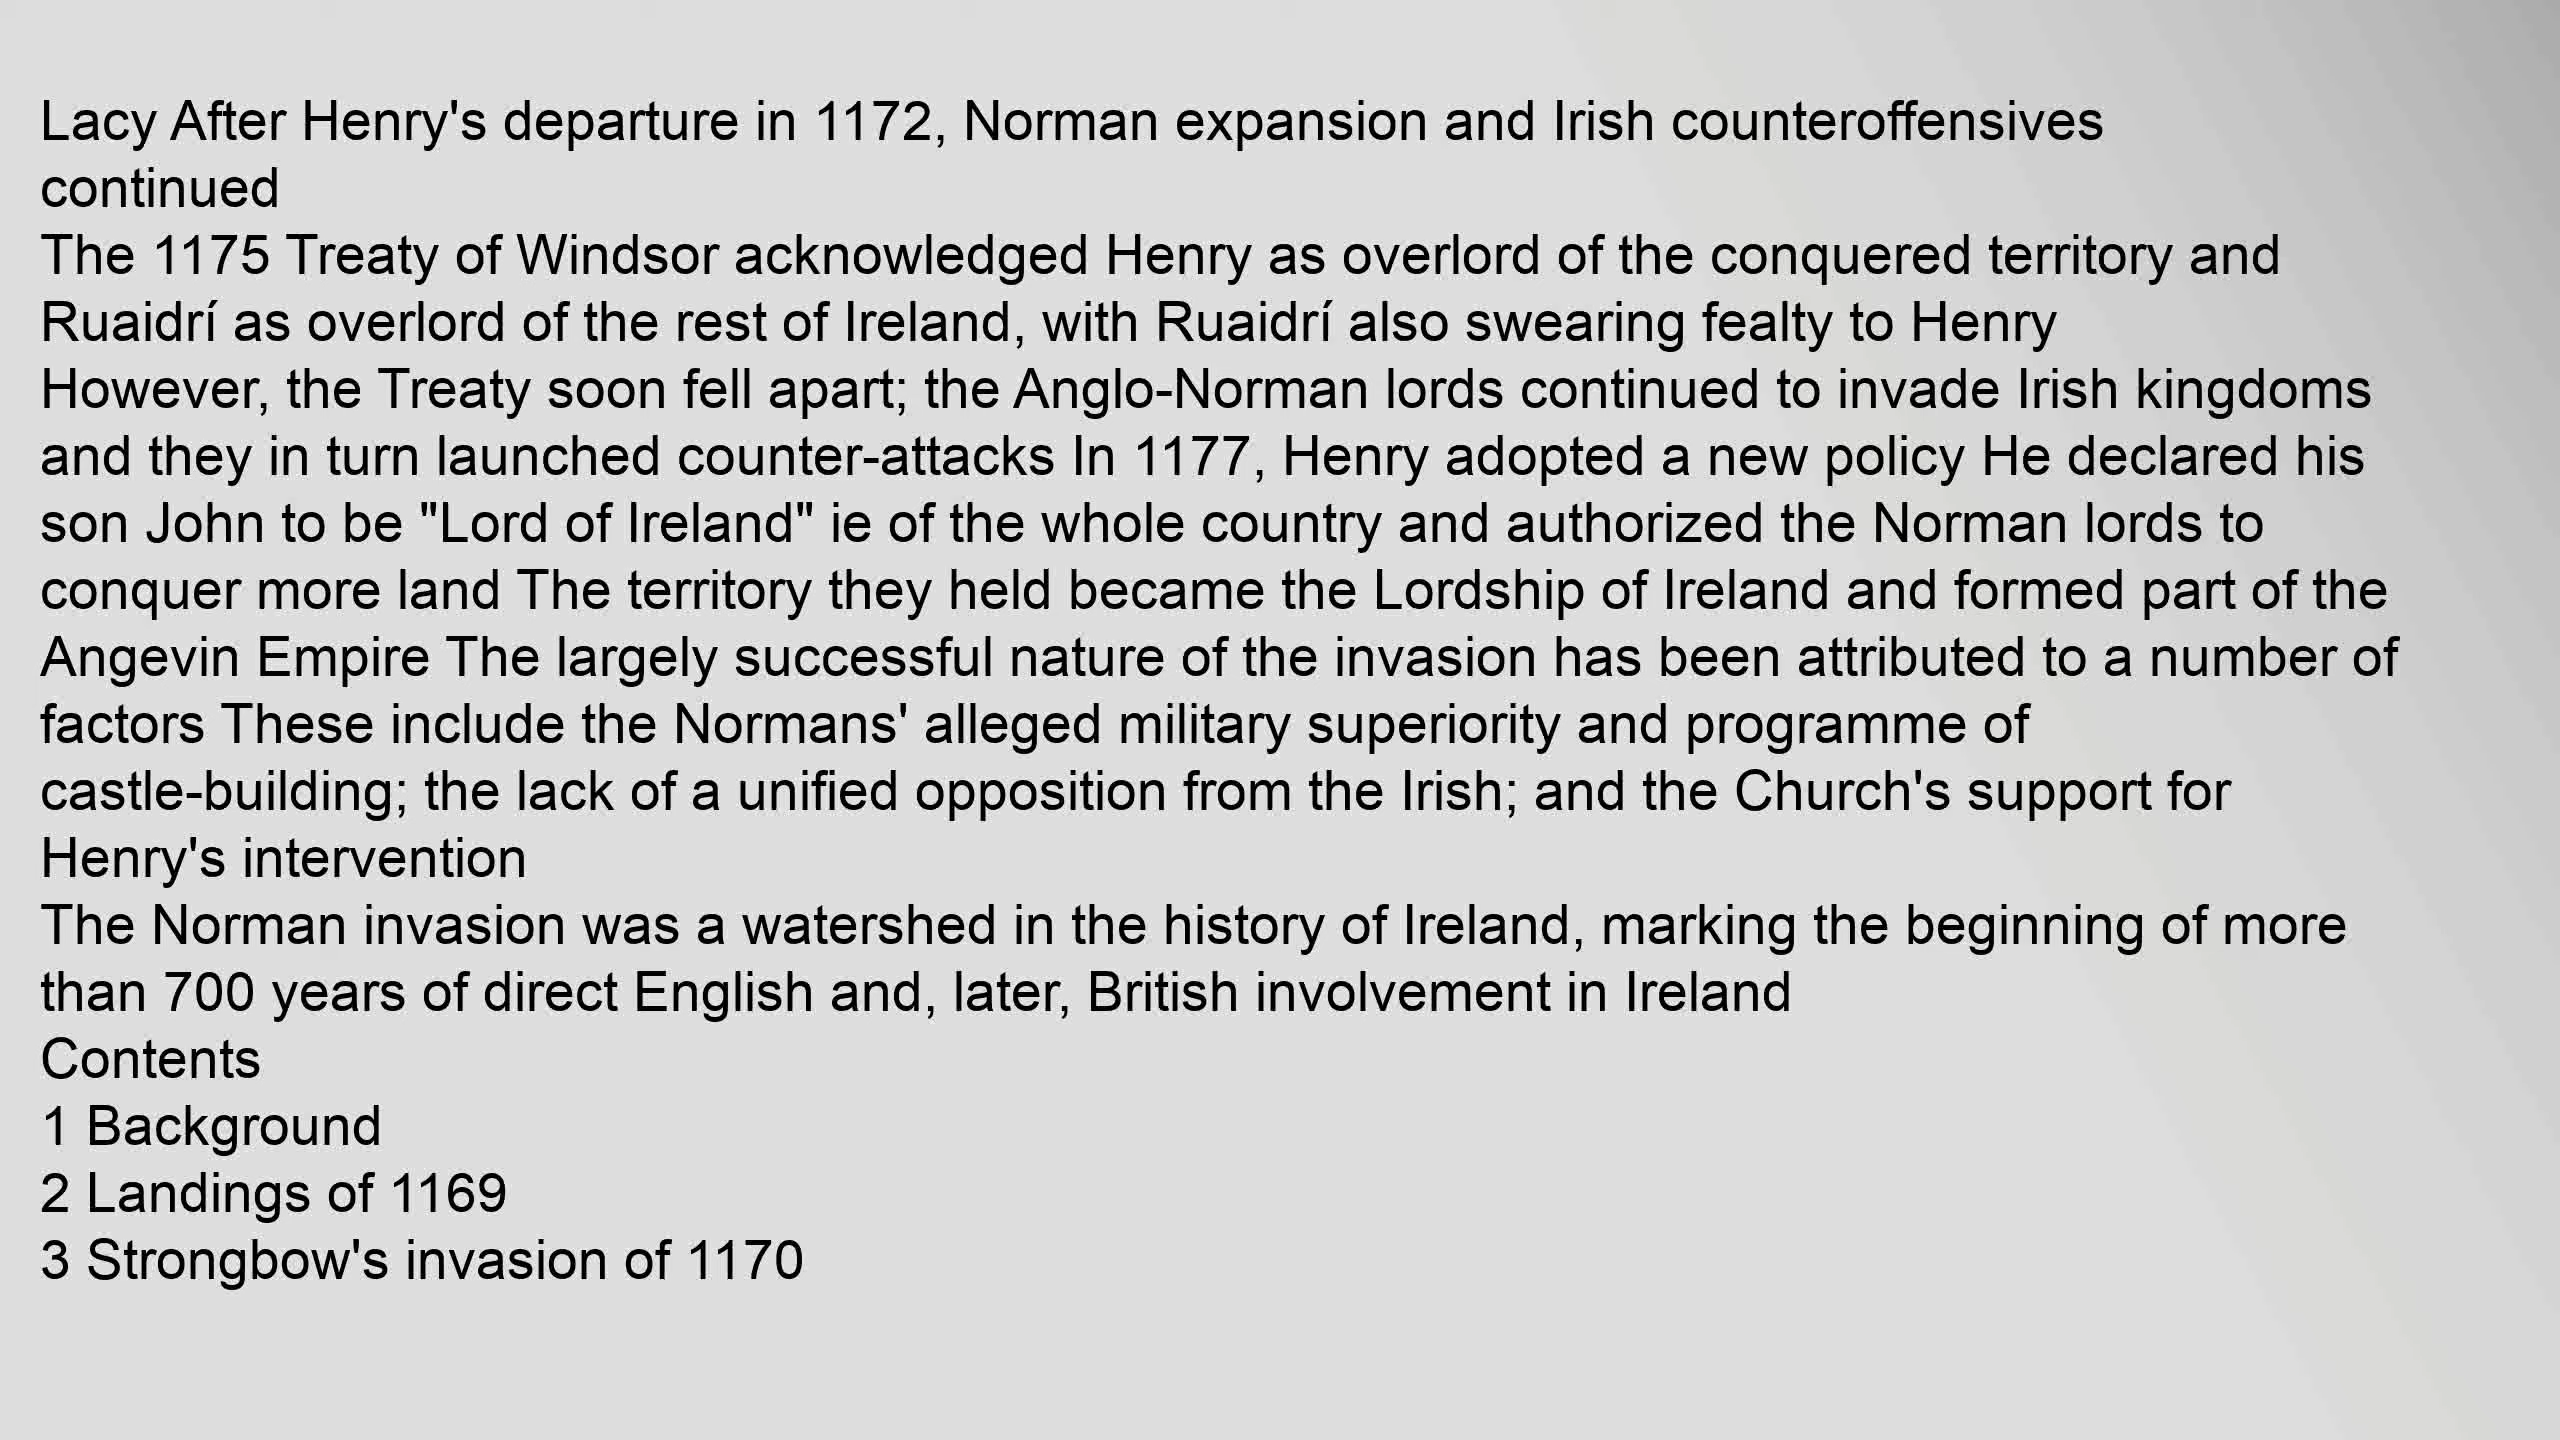 Lacy After Henry's departure in 1172, Norman expansion and Irish counteroffensives
continued
The 1175 Treaty of Windsor acknowledged Henry as overlord of the conquered territory and
Ruaidrí as overlord of the rest of Ireland, with Ruaidrí also swearing fealty to Henry
However, the Treaty soon fell apart; the Anglo-Norman lords continued to invade Irish kingdoms
and they in turn launched counter-attacks In 1177, Henry adopted a new policy He declared his
son John to be "Lord of Ireland" ie of the whole country and authorized the Norman lords to
conquer more land The territory they held became the Lordship of Ireland and formed part of the
Angevin Empire The largely successful nature of the invasion has been attributed to a number of
factors These include the Normans' alleged military superiority and programme of
castle-building; the lack of a unified opposition from the Irish; and the Church's support for
Henry's intervention
The Norman invasion was a watershed in the history of Ireland, marking the beginning of more
than 700 years of direct English and, later, British involvement in Ireland
Contents
1 Background
2 Landings of 1169
3 Strongbow's invasion of 1170